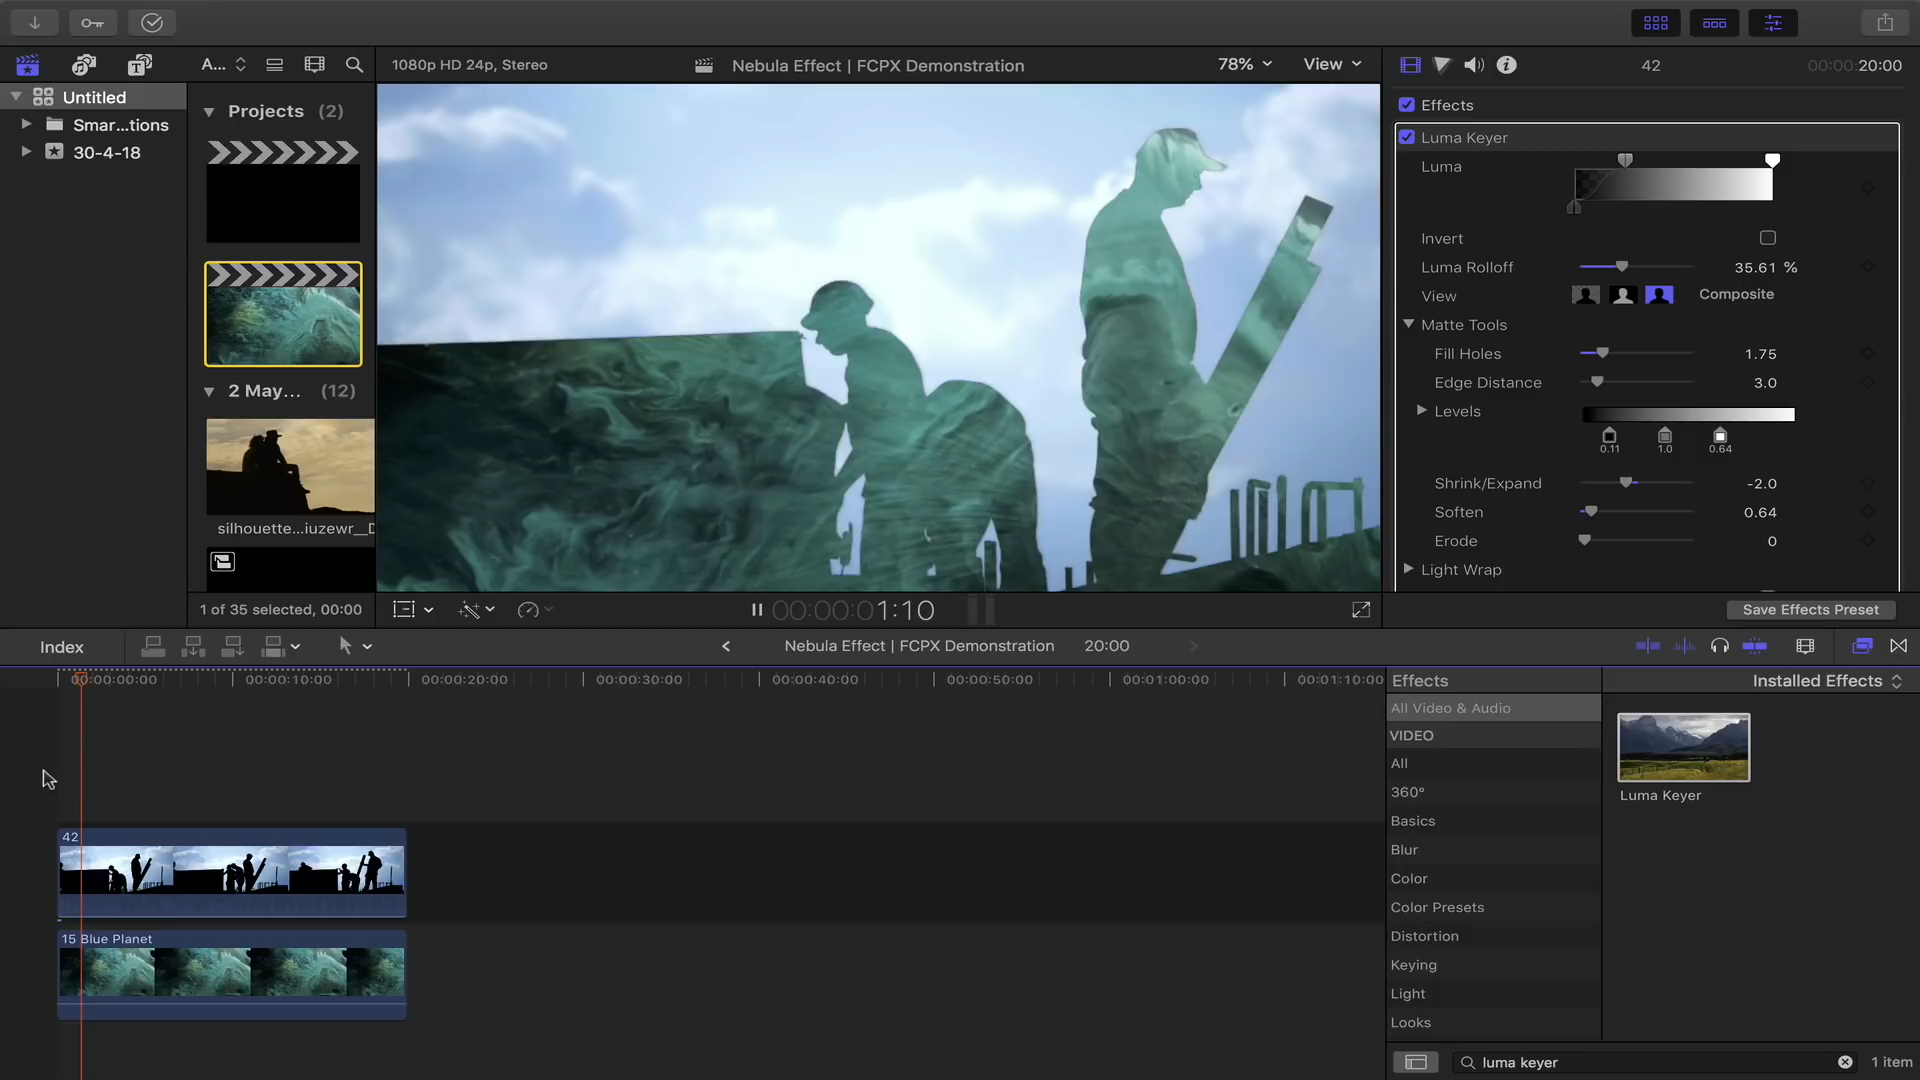 A...
1080p HD 24p, Stereo
Nebula Effect | FCPX Demonstration
78%
View
42
00:00:00:20:00
Untitled
Smar...tions
30-4-18
Projects (2)
2 May... (12)
silhouette...iuzewr__D
1 of 35 selected, 00:00
00:00:01:10
Effects
Luma Keyer
Luma
Invert
Luma Rolloff 35.61 %
View Composite
Matte Tools
Fill Holes 1.75
Edge Distance 3.0
Levels
0.11 1.0 0.64
Shrink/Expand -2.0
Soften 0.64
Erode 0
Light Wrap
Save Effects Preset
Index
Nebula Effect | FCPX Demonstration 20:00
00:00:00:00 00:00:10:00 00:00:20:00 00:00:30:00 00:00:40:00 00:00:50:00 00:01:00:00 00:01:10:00
42
15 Blue Planet
Effects
Installed Effects
All Video & Audio
VIDEO
All
360°
Basics
Blur
Color
Color Presets
Distortion
Keying
Light
Looks
Luma Keyer
luma keyer
1 item